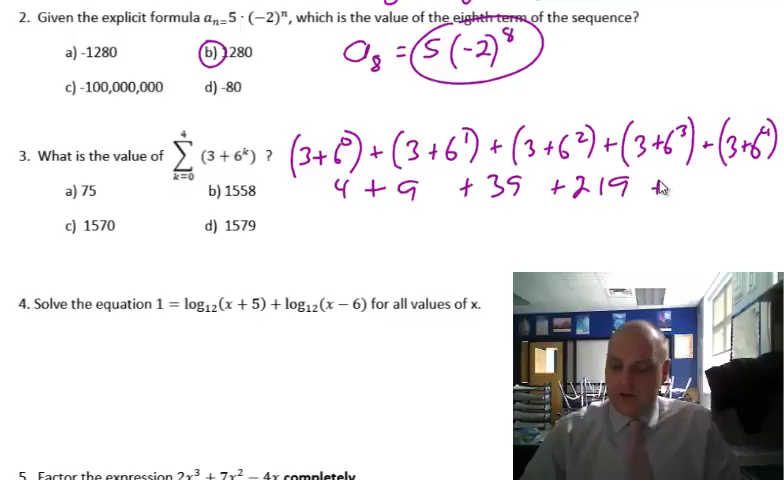 2. Given the explicit formula aₙ₌5 · (−2)ⁿ, which is the value of the eighth term of the sequence?
a) -1280 b) 1280 a₈ = 5(-2)⁸
c) -100,000,000 d) -80
3. What is the value of ∑ₖ₌₀⁴ (3 + 6ᵏ) ? (3+6⁰) + (3+6¹) + (3+6²) + (3+6³) + (3+6⁴)
a) 75 b) 1558 4 + 9 + 39 + 219 +
c) 1570 d) 1579
4. Solve the equation 1 = log₁₂(x + 5) + log₁₂(x − 6) for all values of x.
5. Factor the expression 2x³ + 7x² − 4x completely